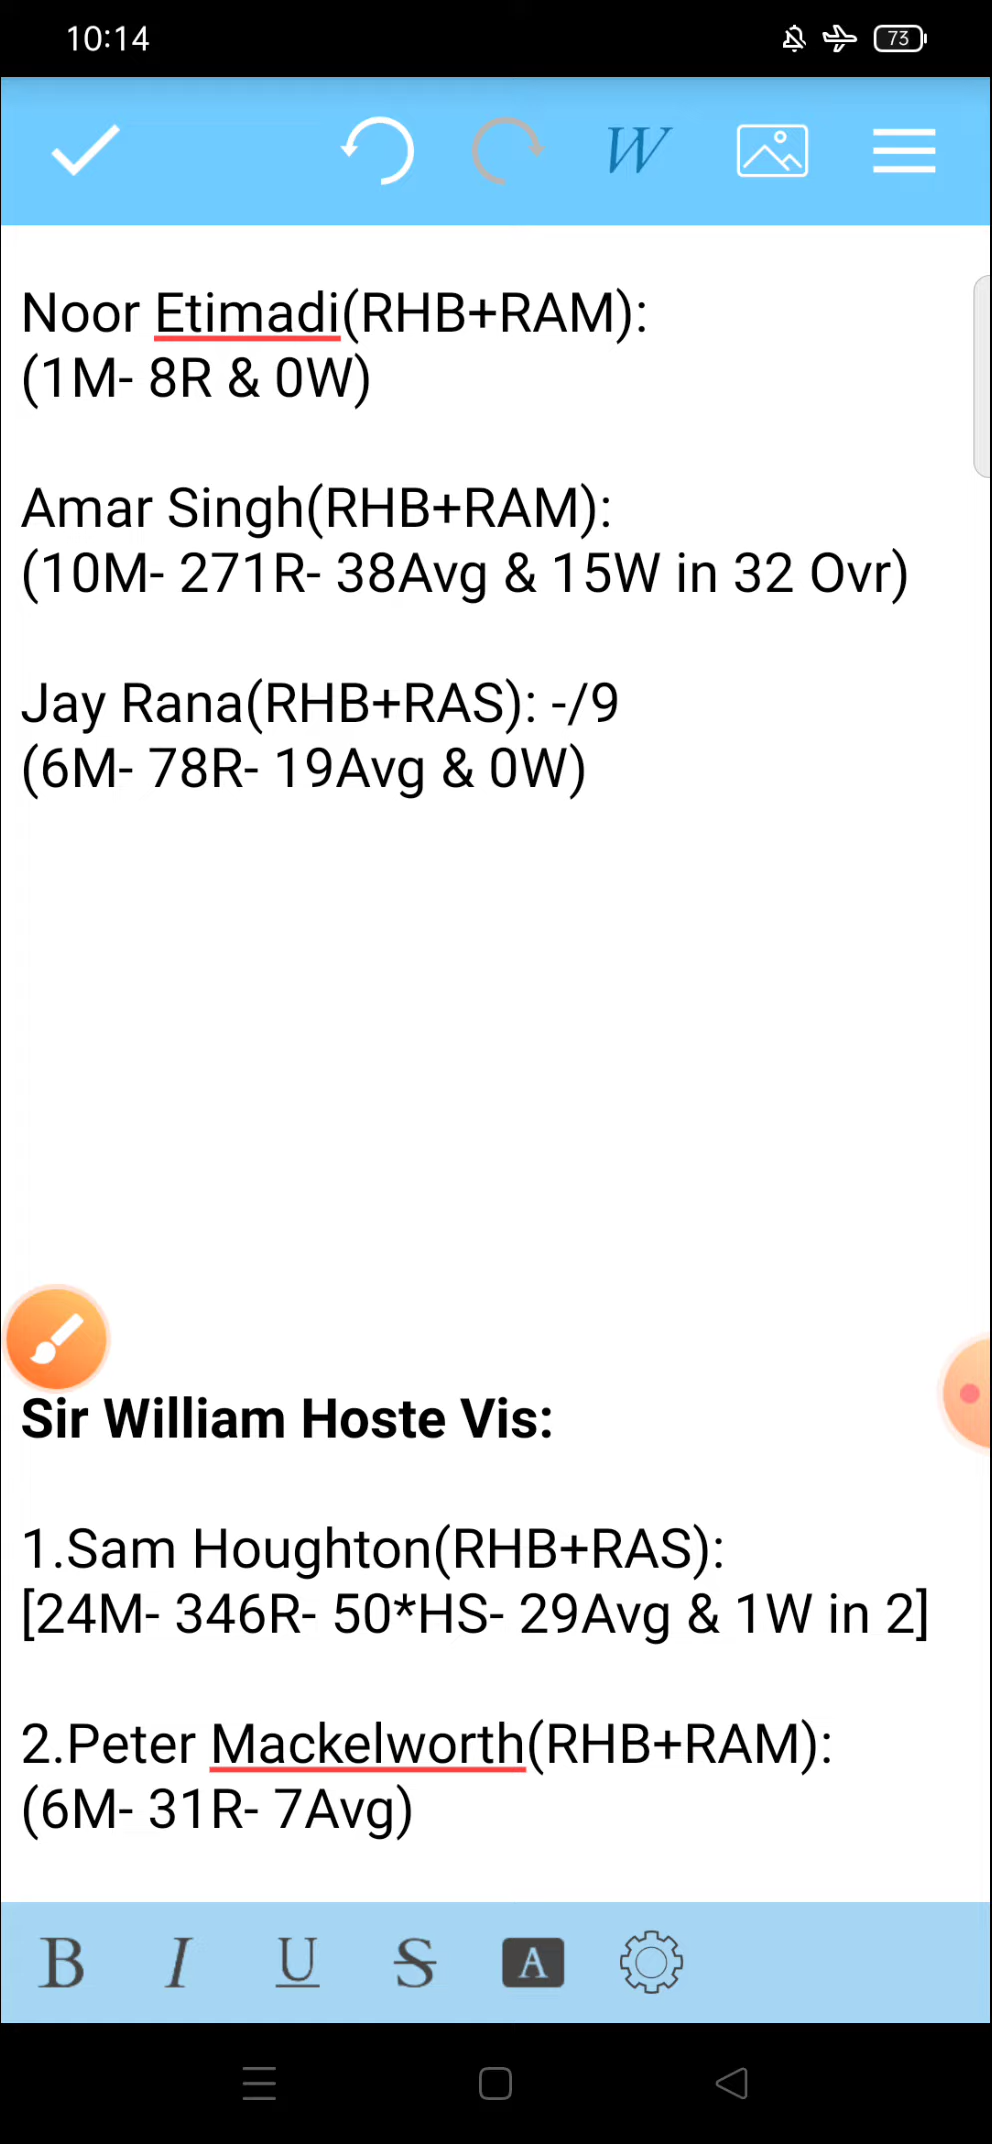 10:14
73
W
Noor Etimadi(RHB+RAM):
(1M- 8R & 0W)
Amar Singh(RHB+RAM):
(10M- 271R- 38Avg & 15W in 32 Ovr)
Jay Rana(RHB+RAS): -/9
(6M- 78R- 19Avg & 0W)
Sir William Hoste Vis:
1.Sam Houghton(RHB+RAS):
[24M- 346R- 50*HS- 29Avg & 1W in 2]
2.Peter Mackelworth(RHB+RAM):
(6M- 31R- 7Avg)
B I U S A